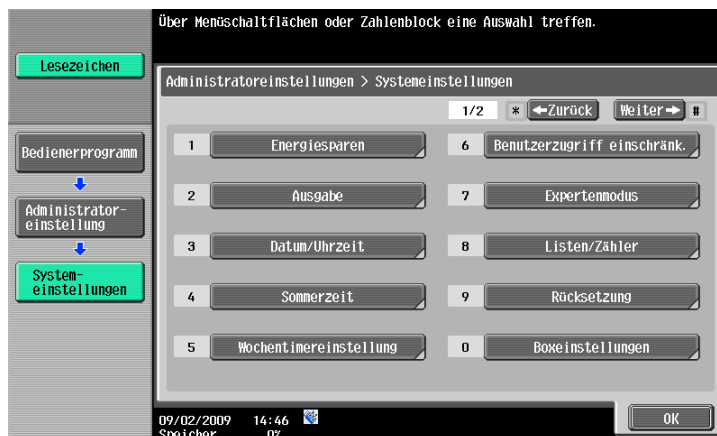 Über Menüschaltflächen oder Zahlenblock eine Auswahl treffen.
Lesezeichen
Administratoreinstellungen > Systemeinstellungen
1/2 * ←Zurück Weiter→ #
Bedienerprogramm
Administrator-
einstellung
System-
einstellungen
1 Energiesparen
2 Ausgabe
3 Datum/Uhrzeit
4 Sommerzeit
5 Wochentimereinstellung
6 Benutzerzugriff einschränk.
7 Expertenmodus
8 Listen/Zähler
9 Rücksetzung
0 Boxeinstellungen
09/02/2009 14:46
Speicher 0%
OK